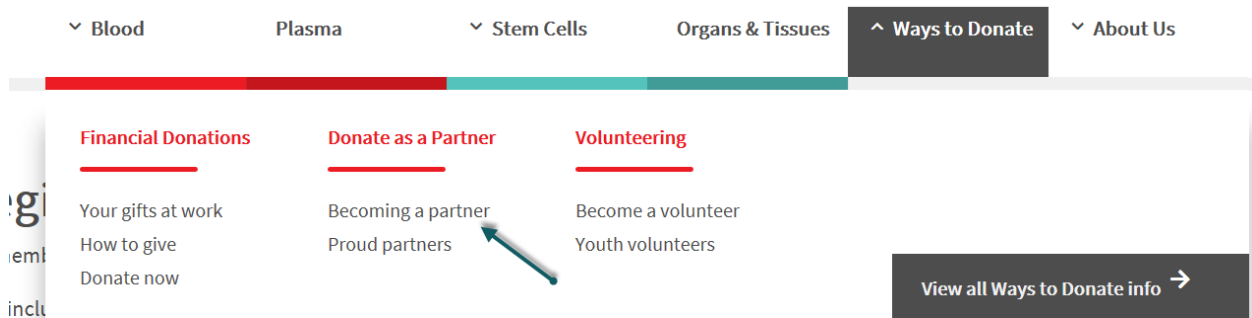 Blood Plasma Stem Cells Organs & Tissues Ways to Donate About Us
Financial Donations Donate as a Partner Volunteering
Your gifts at work Becoming a partner Become a volunteer
How to give Proud partners Youth volunteers
Donate now
View all Ways to Donate info